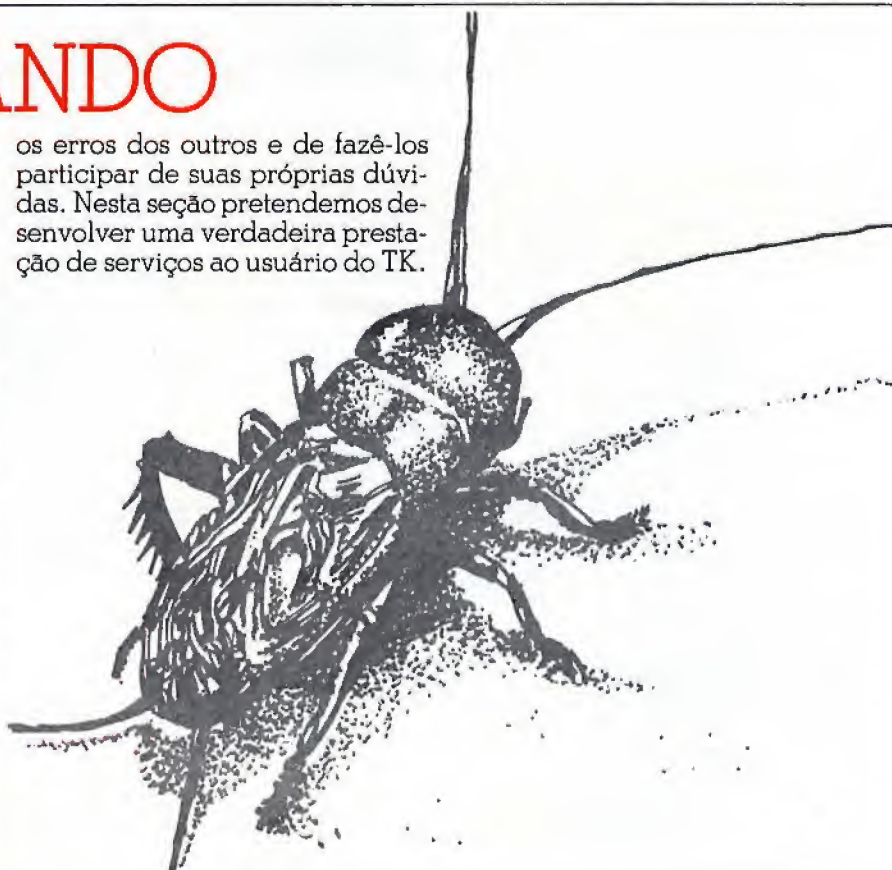 ANDO
os erros dos outros e de fazê-los
participar de suas próprias dúvi-
das. Nesta seção pretendemos de-
senvolver uma verdadeira presta-
ção de serviços ao usuário do TK.